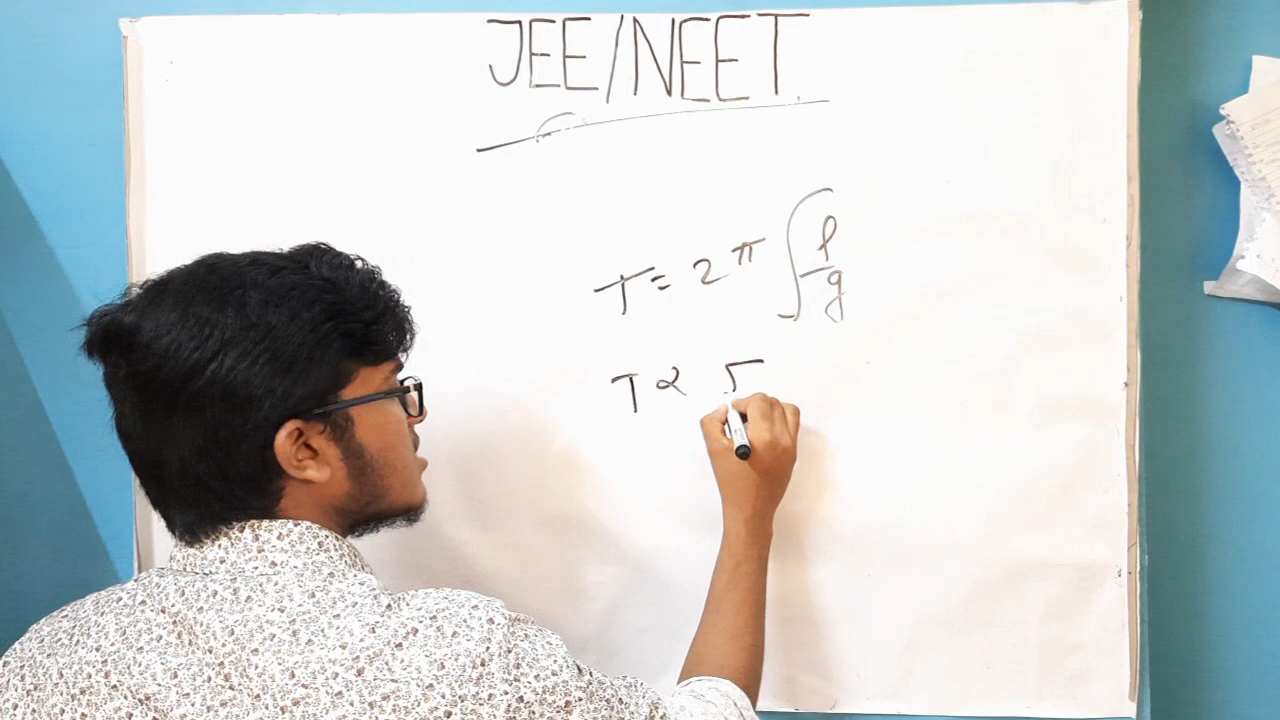 JEE/NEET
T = 2π √(l/g)
T ∝ √